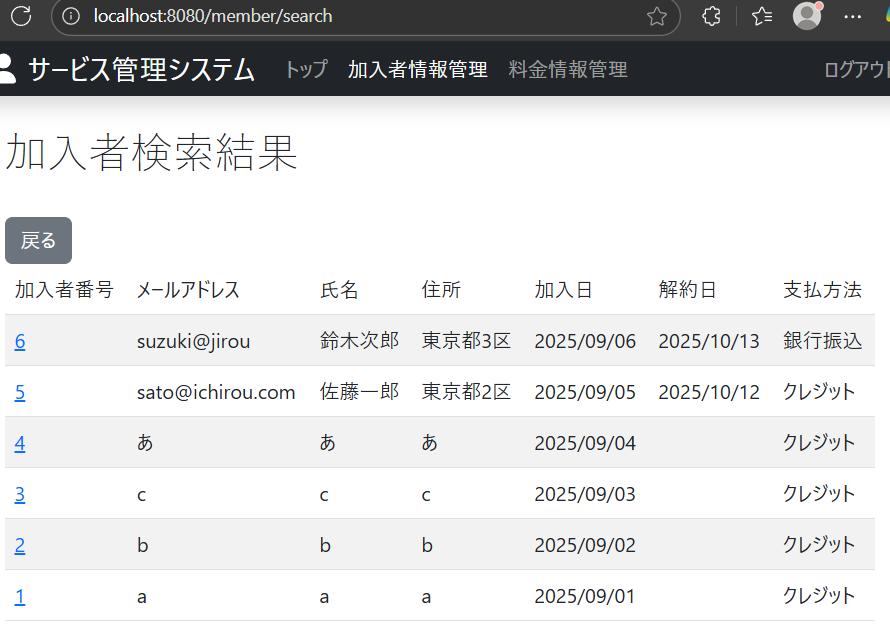 localhost:8080/member/search
サービス管理システム トップ 加入者情報管理 料金情報管理 ログアウ
加入者検索結果
戻る
加入者番号 メールアドレス 氏名 住所 加入日 解約日 支払方法
6 suzuki@jirou 鈴木次郎 東京都3区 2025/09/06 2025/10/13 銀行振込
5 sato@ichirou.com 佐藤一郎 東京都2区 2025/09/05 2025/10/12 クレジット
4 あ あ あ 2025/09/04 クレジット
3 c c c 2025/09/03 クレジット
2 b b b 2025/09/02 クレジット
1 a a a 2025/09/01 クレジット